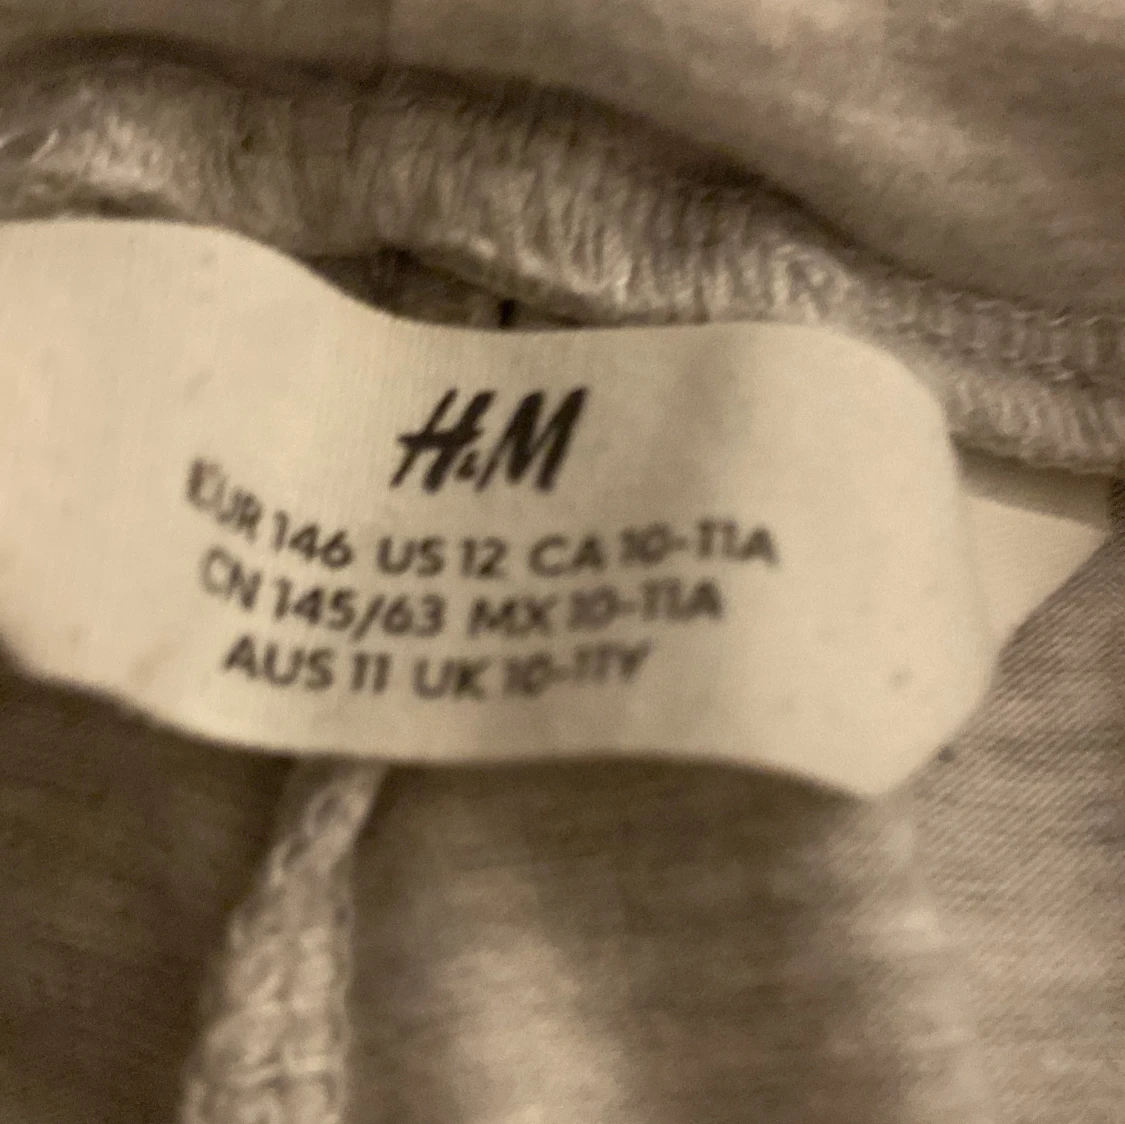 H&M
EUR 146 US 12 CA 10-11A
CN 145/63 MX 10-11A
AUS 11 UK 10-11Y